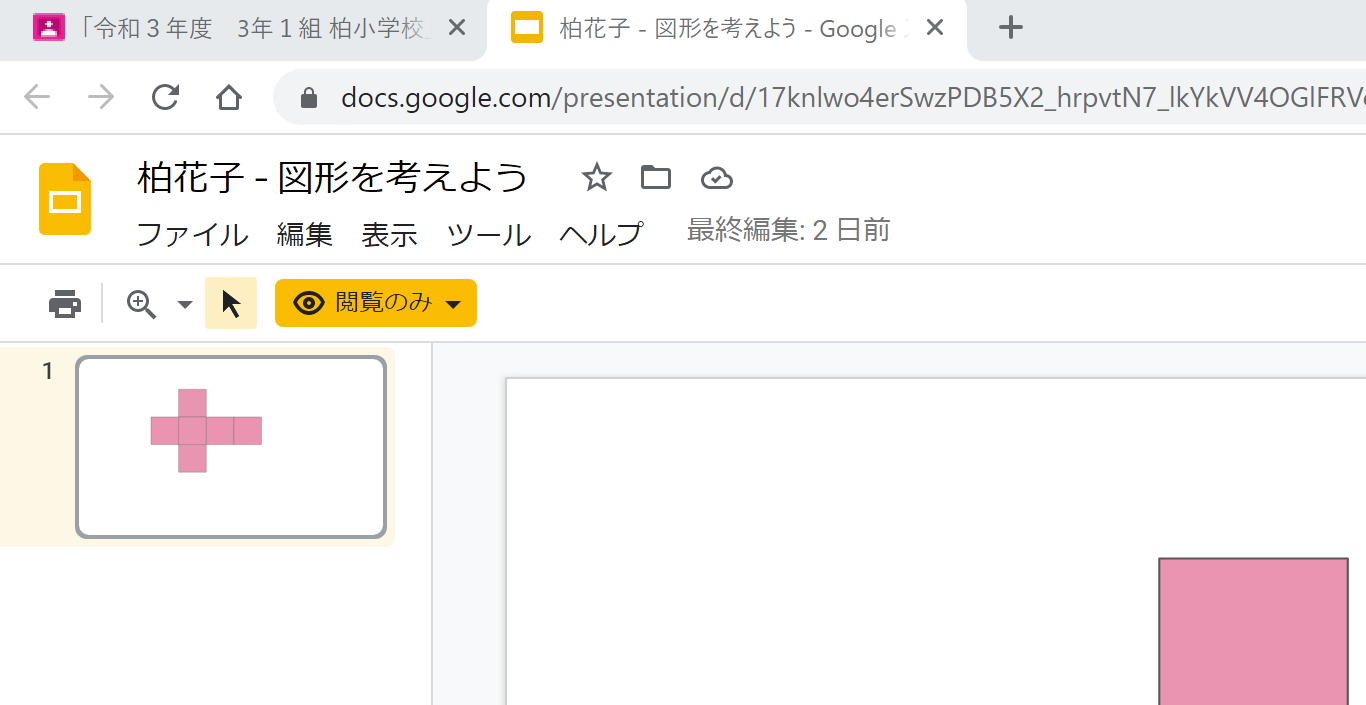 「令和３年度　3年１組 柏小学校
柏花子 - 図形を考えよう - Google
docs.google.com/presentation/d/17knlwo4erSwzPDB5X2_hrpvtN7_lkYkVV4OGlFRV
柏花子 - 図形を考えよう
ファイル 編集 表示 ツール ヘルプ 最終編集: 2 日前
閲覧のみ
1